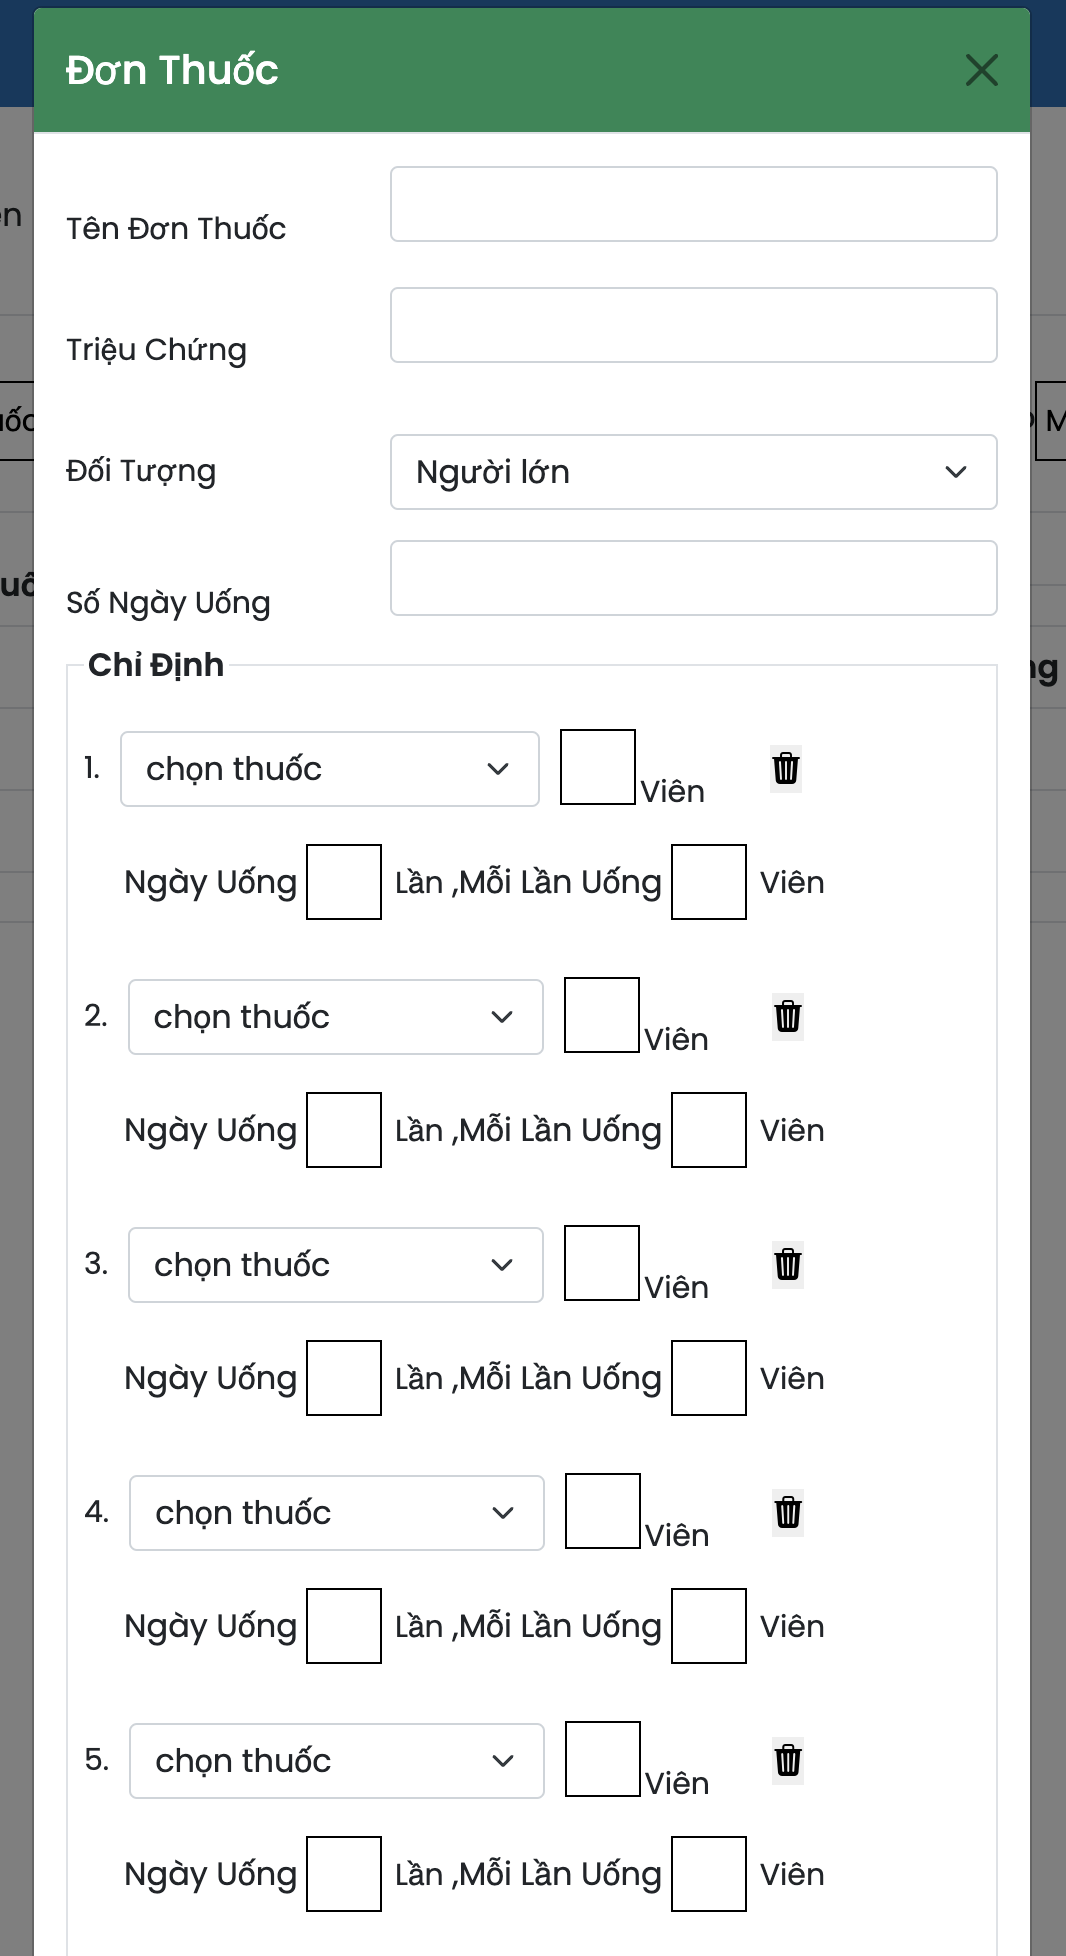 Đơn Thuốc
Tên Đơn Thuốc
Triệu Chứng
Đối Tượng
Người lớn
Số Ngày Uống
Chỉ Định
1. chọn thuốc Viên
Ngày Uống Lần ,Mỗi Lần Uống Viên
2. chọn thuốc Viên
Ngày Uống Lần ,Mỗi Lần Uống Viên
3. chọn thuốc Viên
Ngày Uống Lần ,Mỗi Lần Uống Viên
4. chọn thuốc Viên
Ngày Uống Lần ,Mỗi Lần Uống Viên
5. chọn thuốc Viên
Ngày Uống Lần ,Mỗi Lần Uống Viên